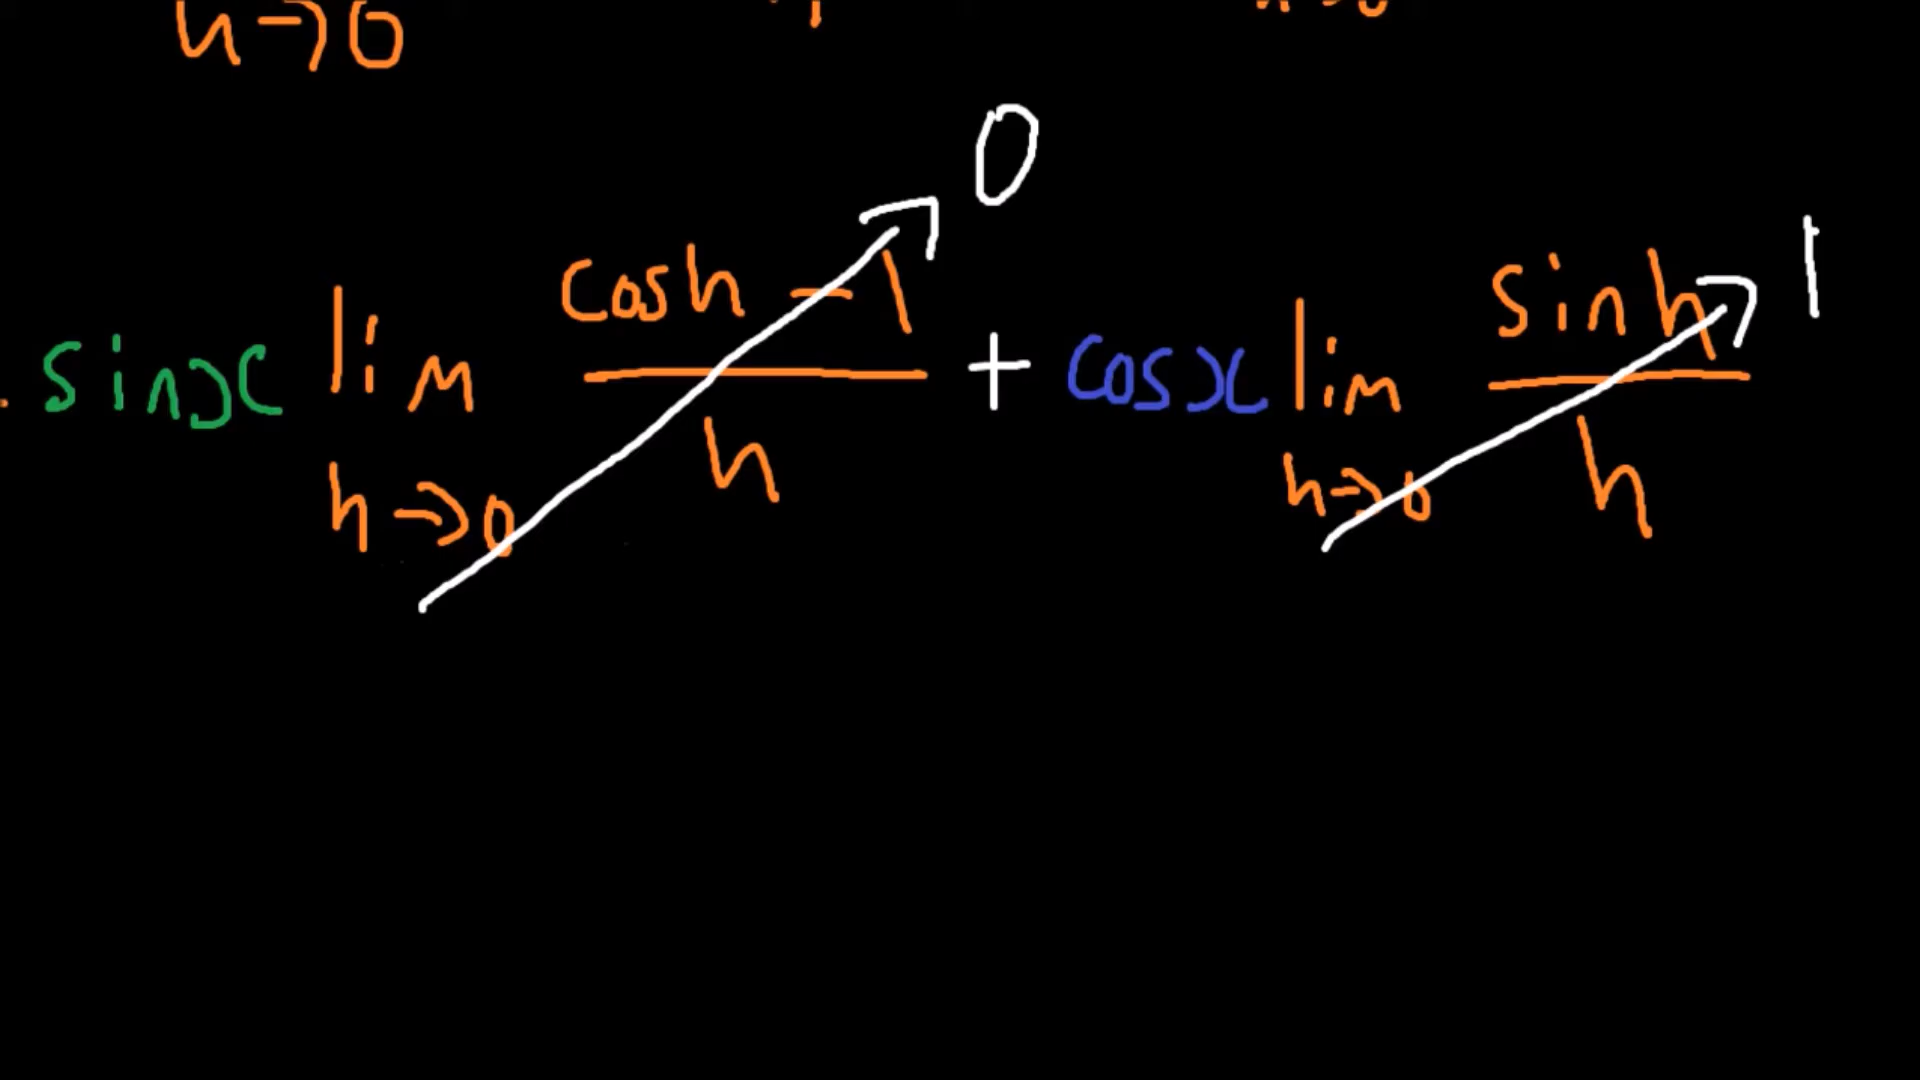 h→0
0
sinx lim h→0 (cosh - 1)/h + cosx lim h→0 (sinh)/h 1